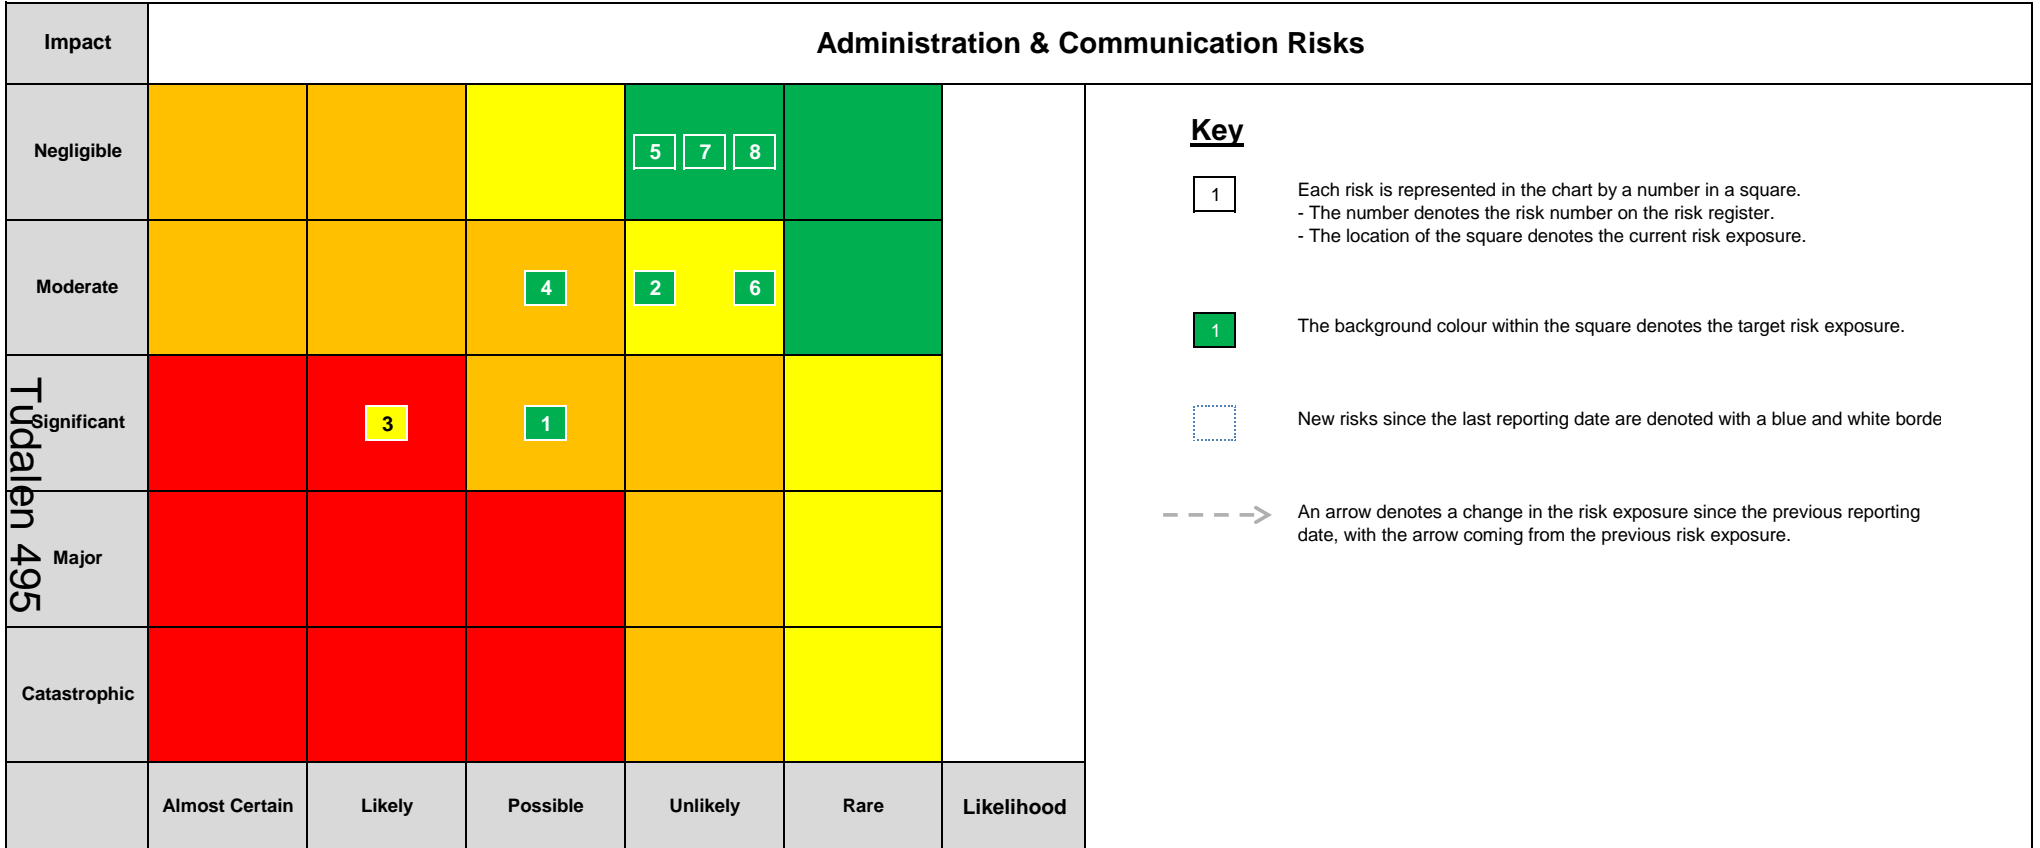 Impact
Administration & Communication Risks
Negligible
5 7 8
Moderate
4 2 6
Significant
3 1
Major
Catastrophic
Almost Certain Likely Possible Unlikely Rare Likelihood
Key
1
Each risk is represented in the chart by a number in a square.
- The number denotes the risk number on the risk register.
- The location of the square denotes the current risk exposure.
1
The background colour within the square denotes the target risk exposure.
New risks since the last reporting date are denoted with a blue and white borde
An arrow denotes a change in the risk exposure since the previous reporting
date, with the arrow coming from the previous risk exposure.
Tudalen 495